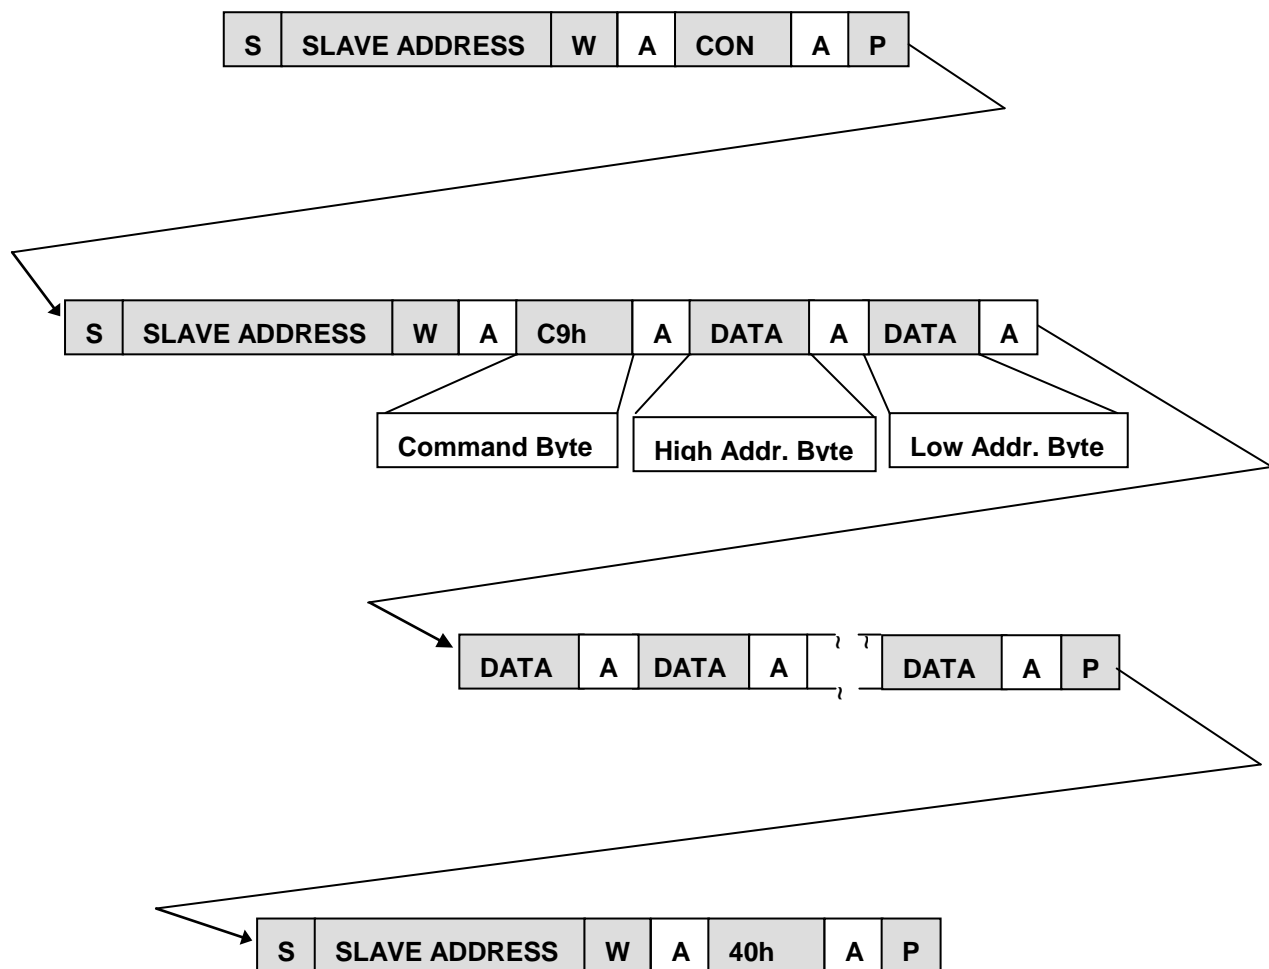 S SLAVE ADDRESS W A CON A P
S SLAVE ADDRESS W A C9h A DATA A DATA A
Command Byte High Addr. Byte Low Addr. Byte
DATA A DATA A ~ ~ ~ DATA A P
S SLAVE ADDRESS W A 40h A P